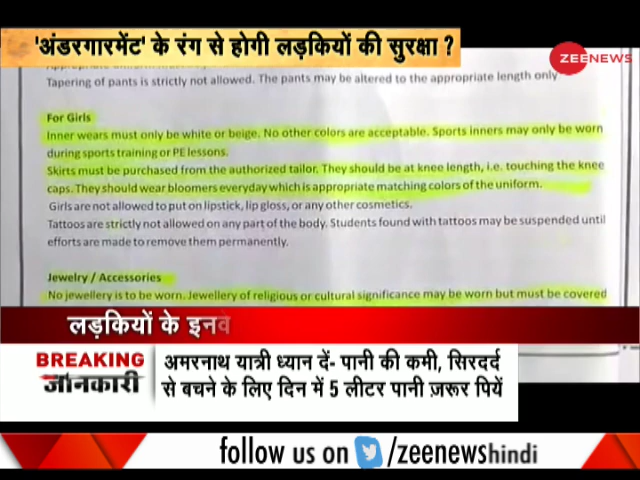 'अंडरगारमेंट' के रंग से होगी लड़कियों की सुरक्षा ?
ZEENEWS
Tapering of pants is strictly not allowed. The pants may be altered to the appropriate length only
For Girls
Inner wears must only be white or beige. No other colors are acceptable. Sports inners may only be worn
during sports training or PE lessons.
Skirts must be purchased from the authorized tailor. They should be at knee length, i.e. touching the knee
caps. They should wear bloomers everyday which is appropriate matching colors of the uniform.
Girls are not allowed to put on lipstick, lip gloss, or any other cosmetics.
Tattoos are strictly not allowed on any part of the body. Students found with tattoos may be suspended until
efforts are made to remove them permanently.
Jewelry / Accessories
No jewellery is to be worn. Jewellery of religious or cultural significance may be worn but must be covered
लड़कियों के इनवे
BREAKING
जानकारी
अमरनाथ यात्री ध्यान दें- पानी की कमी, सिरदर्द
से बचने के लिए दिन में 5 लीटर पानी ज़रूर पियें
follow us on /zeenewshindi